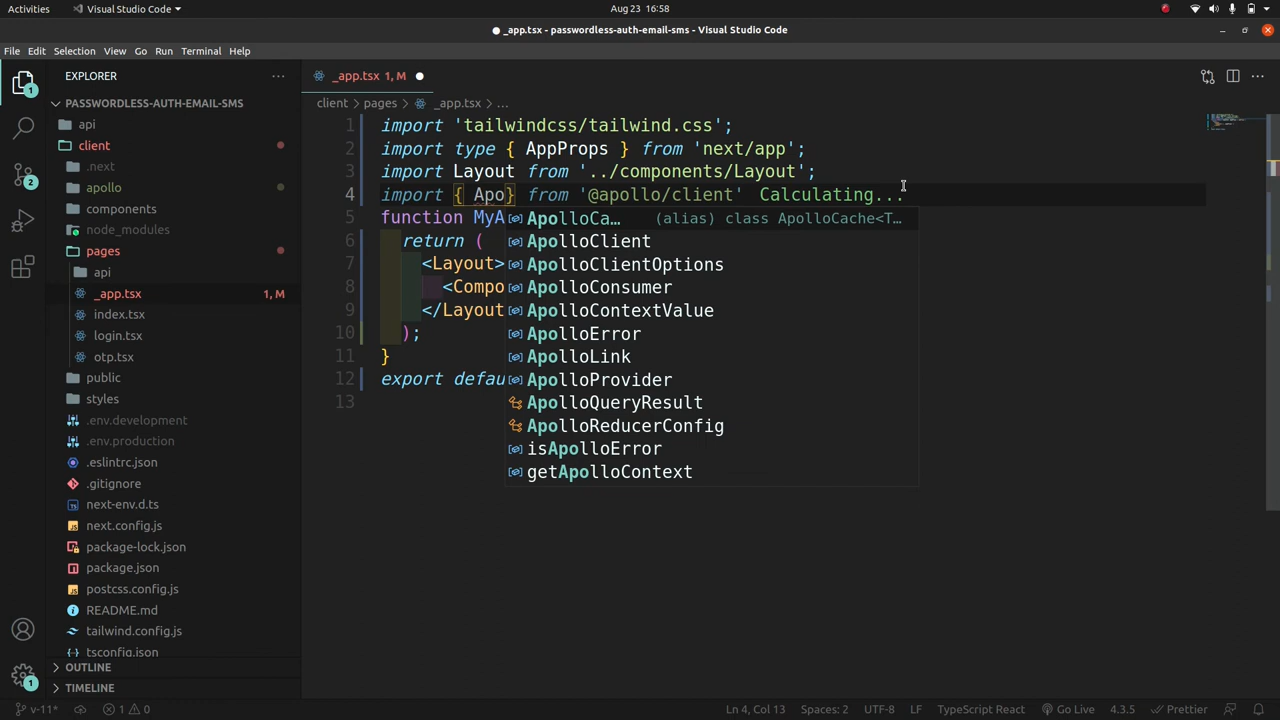 Activities
Visual Studio Code
Aug 23 16:58
_app.tsx - passwordless-auth-email-sms - Visual Studio Code
File Edit Selection View Go Run Terminal Help
EXPLORER
_app.tsx 1, M
PASSWORDLESS-AUTH-EMAIL-SMS
client > pages > _app.tsx > ...
api
client
.next
apollo
components
node_modules
pages
api
_app.tsx 1, M
index.tsx
login.tsx
otp.tsx
public
styles
.env.development
.env.production
.eslintrc.json
.gitignore
next-env.d.ts
next.config.js
package-lock.json
package.json
postcss.config.js
README.md
tailwind.config.js
tsconfig.json
OUTLINE
TIMELINE
1 import 'tailwindcss/tailwind.css';
2 import type { AppProps } from 'next/app';
3 import Layout from '../components/Layout';
4 import { Apo} from '@apollo/client' Calculating...
5 function MyA
6 return (
7 <Layout>
8 <Compo
9 </Layout
10 );
11 }
12 export defau
13
ApolloCa... (alias) class ApolloCache<T...
ApolloClient
ApolloClientOptions
ApolloConsumer
ApolloContextValue
ApolloError
ApolloLink
ApolloProvider
ApolloQueryResult
ApolloReducerConfig
isApolloError
getApolloContext
1
2
1
v-11* 1 0
Ln 4, Col 13 Spaces: 2 UTF-8 LF TypeScript React Go Live 4.3.5 Prettier